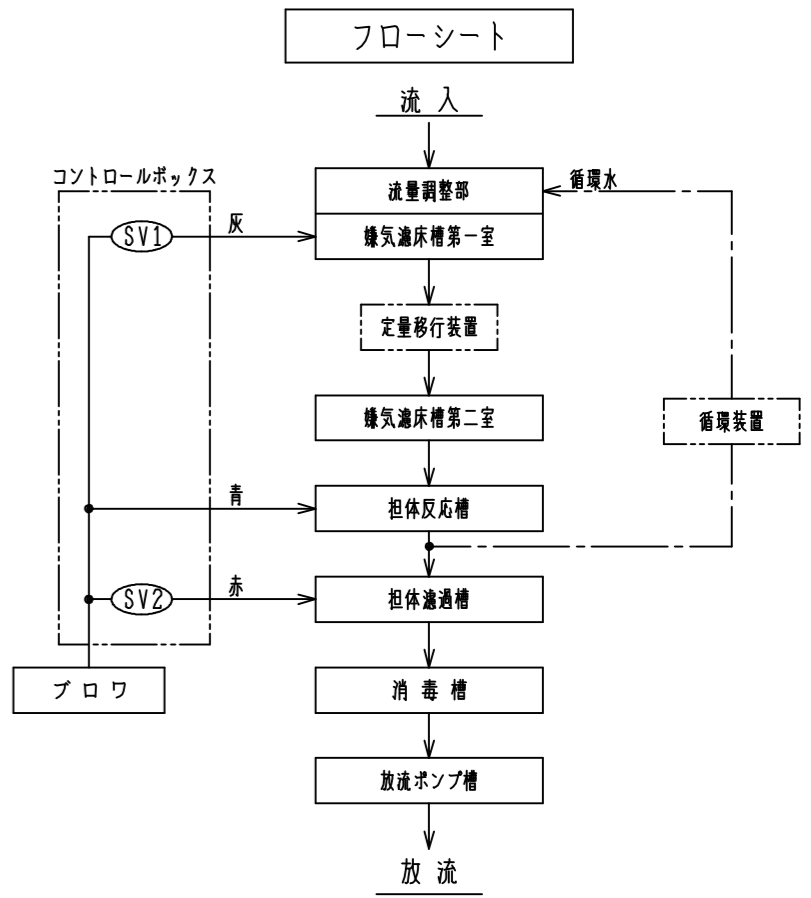 フローシート
流 入
コントロールボックス
循環水
流量調整部
SV1
灰
嫌気濾床槽第一室
定量移行装置
嫌気濾床槽第二室
循環装置
青
担体反応槽
SV2
赤
担体濾過槽
ブロワ
消毒槽
放流ポンプ槽
放 流